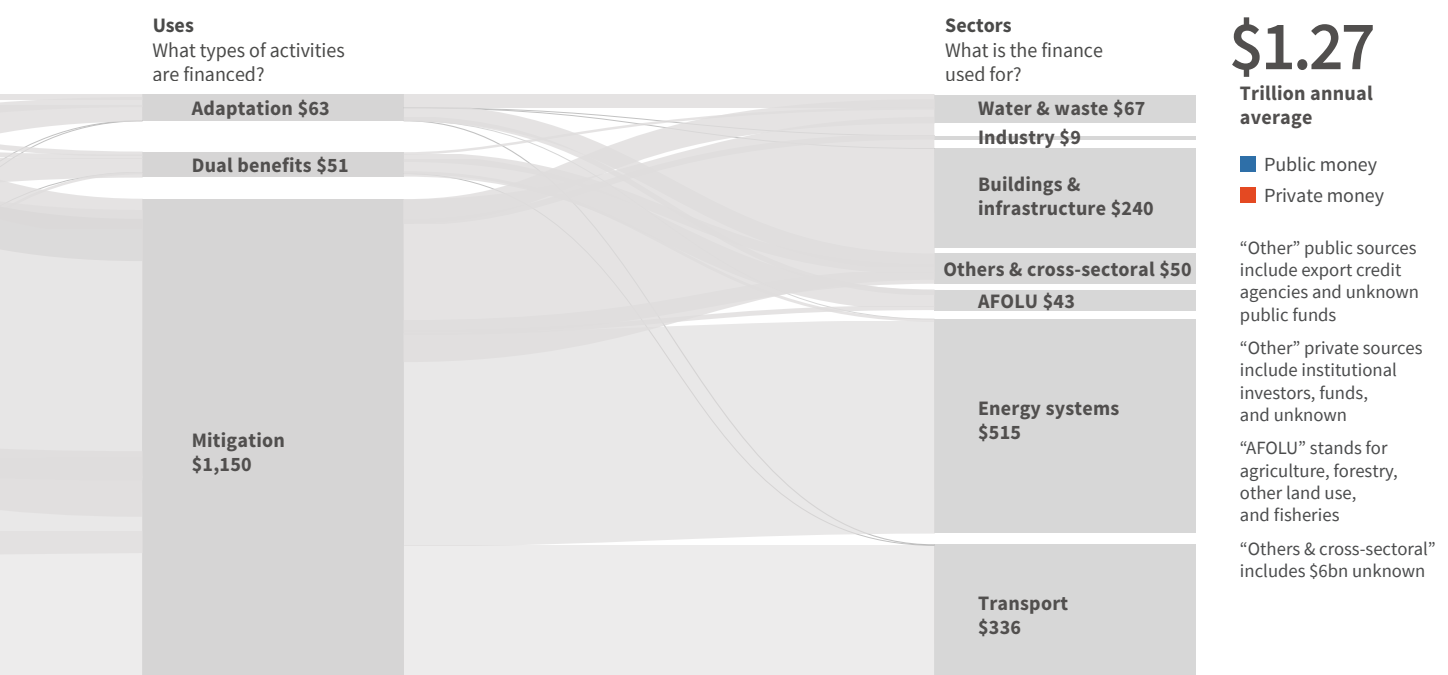 Uses
What types of activities
are financed?
Adaptation $63
Dual benefits $51
Mitigation
$1,150
Sectors
What is the finance
used for?
Water & waste $67
Industry $9
Buildings &
infrastructure $240
Others & cross-sectoral $50
AFOLU $43
Energy systems
$515
Transport
$336
$1.27
Trillion annual
average
Public money
Private money
“Other” public sources
include export credit
agencies and unknown
public funds
“Other” private sources
include institutional
investors, funds,
and unknown
“AFOLU” stands for
agriculture, forestry,
other land use,
and fisheries
“Others & cross-sectoral”
includes $6bn unknown